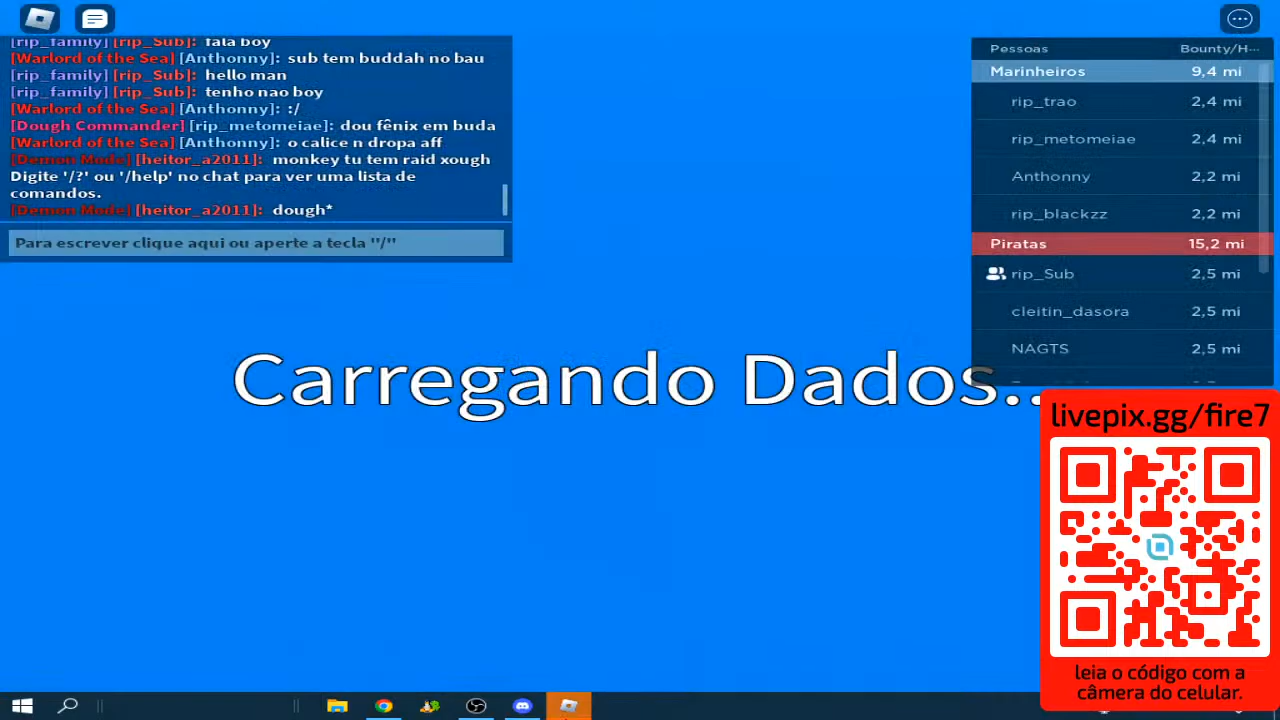 [rip_family] [rip_Sub]: fala boy
[Warlord of the Sea] [Anthonny]: sub tem buddah no bau
[rip_family] [rip_Sub]: hello man
[rip_family] [rip_Sub]: tenho nao boy
[Warlord of the Sea] [Anthonny]: :/
[Dough Commander] [rip_metomeiae]: dou fênix em buda
[Warlord of the Sea] [Anthonny]: o calice n dropa aff
[Demon Mode] [heitor_a2011]: monkey tu tem raid xough
Digite '/?' ou '/help' no chat para ver uma lista de
comandos.
[Demon Mode] [heitor_a2011]: dough*
Para escrever clique aqui ou aperte a tecla "/"
Pessoas Bounty/H...
Marinheiros 9,4 mi
rip_trao 2,4 mi
rip_metomeiae 2,4 mi
Anthonny 2,2 mi
rip_blackzz 2,2 mi
Piratas 15,2 mi
rip_Sub 2,5 mi
cleitin_dasora 2,5 mi
NAGTS 2,5 mi
Carregando Dados..
livepix.gg/fire7
leia o código com a
câmera do celular.